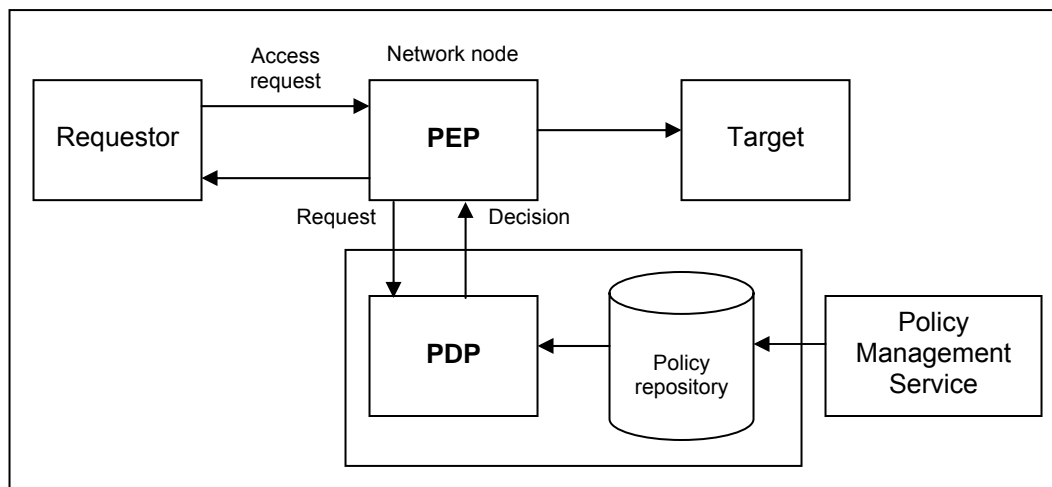 Access
request
Network node
Requestor
PEP
Target
Request
Decision
PDP
Policy
repository
Policy
Management
Service